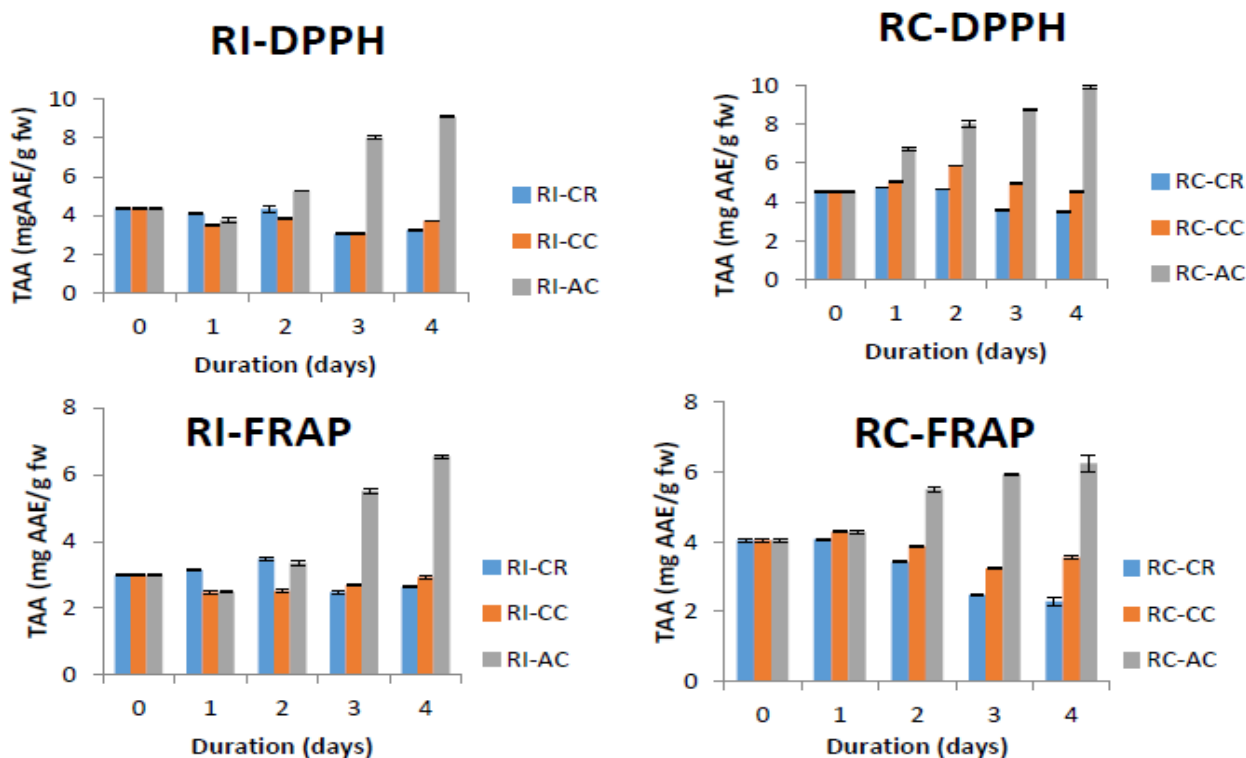 RI-DPPH
TAA (mgAAE/g fw)
10
8
6
4
2
0
0 1 2 3 4
Duration (days)
RI-CR
RI-CC
RI-AC
RC-DPPH
TAA (mg AAE/g fw)
10
8
6
4
2
0
0 1 2 3 4
Duration (days)
RC-CR
RC-CC
RC-AC
RI-FRAP
TAA (mg AAE/g fw)
8
6
4
2
0
0 1 2 3 4
Duration (days)
RI-CR
RI-CC
RI-AC
RC-FRAP
TAA (mg AAE/g fw)
8
6
4
2
0
0 1 2 3 4
Duration (days)
RC-CR
RC-CC
RC-AC